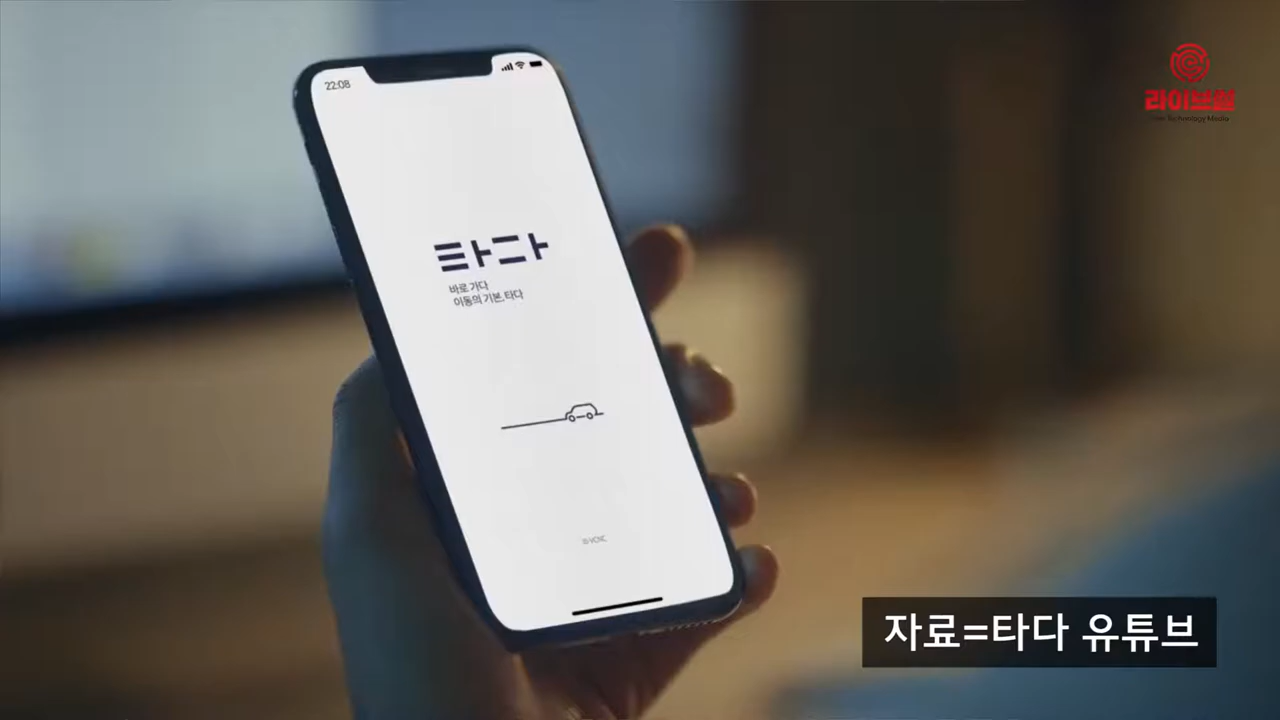 22:08
라이브썰
타다
바로 가다
이동의 기본, 타다
자료=타다 유튜브